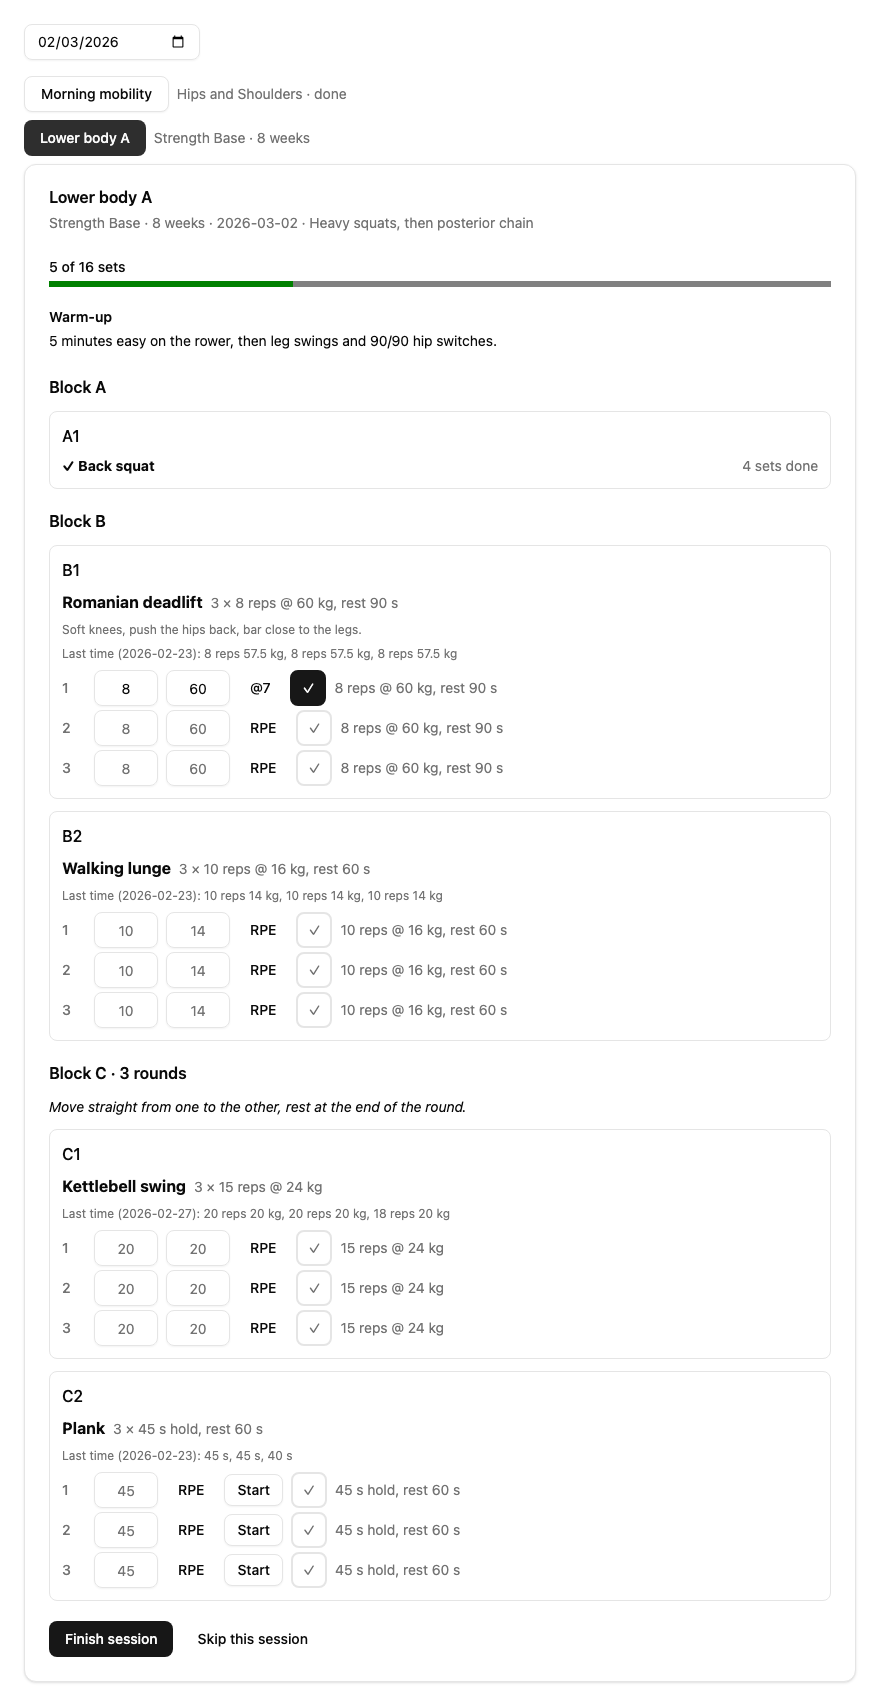 02/03/2026
Morning mobility Hips and Shoulders · done
Lower body A Strength Base · 8 weeks
Lower body A
Strength Base · 8 weeks · 2026-03-02 · Heavy squats, then posterior chain
5 of 16 sets
Warm-up
5 minutes easy on the rower, then leg swings and 90/90 hip switches.
Block A
A1
✓ Back squat 4 sets done
Block B
B1
Romanian deadlift 3 × 8 reps @ 60 kg, rest 90 s
Soft knees, push the hips back, bar close to the legs.
Last time (2026-02-23): 8 reps 57.5 kg, 8 reps 57.5 kg, 8 reps 57.5 kg
1 8 60 @7 ✓ 8 reps @ 60 kg, rest 90 s
2 8 60 RPE ✓ 8 reps @ 60 kg, rest 90 s
3 8 60 RPE ✓ 8 reps @ 60 kg, rest 90 s
B2
Walking lunge 3 × 10 reps @ 16 kg, rest 60 s
Last time (2026-02-23): 10 reps 14 kg, 10 reps 14 kg, 10 reps 14 kg
1 10 14 RPE ✓ 10 reps @ 16 kg, rest 60 s
2 10 14 RPE ✓ 10 reps @ 16 kg, rest 60 s
3 10 14 RPE ✓ 10 reps @ 16 kg, rest 60 s
Block C · 3 rounds
Move straight from one to the other, rest at the end of the round.
C1
Kettlebell swing 3 × 15 reps @ 24 kg
Last time (2026-02-27): 20 reps 20 kg, 20 reps 20 kg, 18 reps 20 kg
1 20 20 RPE ✓ 15 reps @ 24 kg
2 20 20 RPE ✓ 15 reps @ 24 kg
3 20 20 RPE ✓ 15 reps @ 24 kg
C2
Plank 3 × 45 s hold, rest 60 s
Last time (2026-02-23): 45 s, 45 s, 40 s
1 45 RPE Start ✓ 45 s hold, rest 60 s
2 45 RPE Start ✓ 45 s hold, rest 60 s
3 45 RPE Start ✓ 45 s hold, rest 60 s
Finish session Skip this session